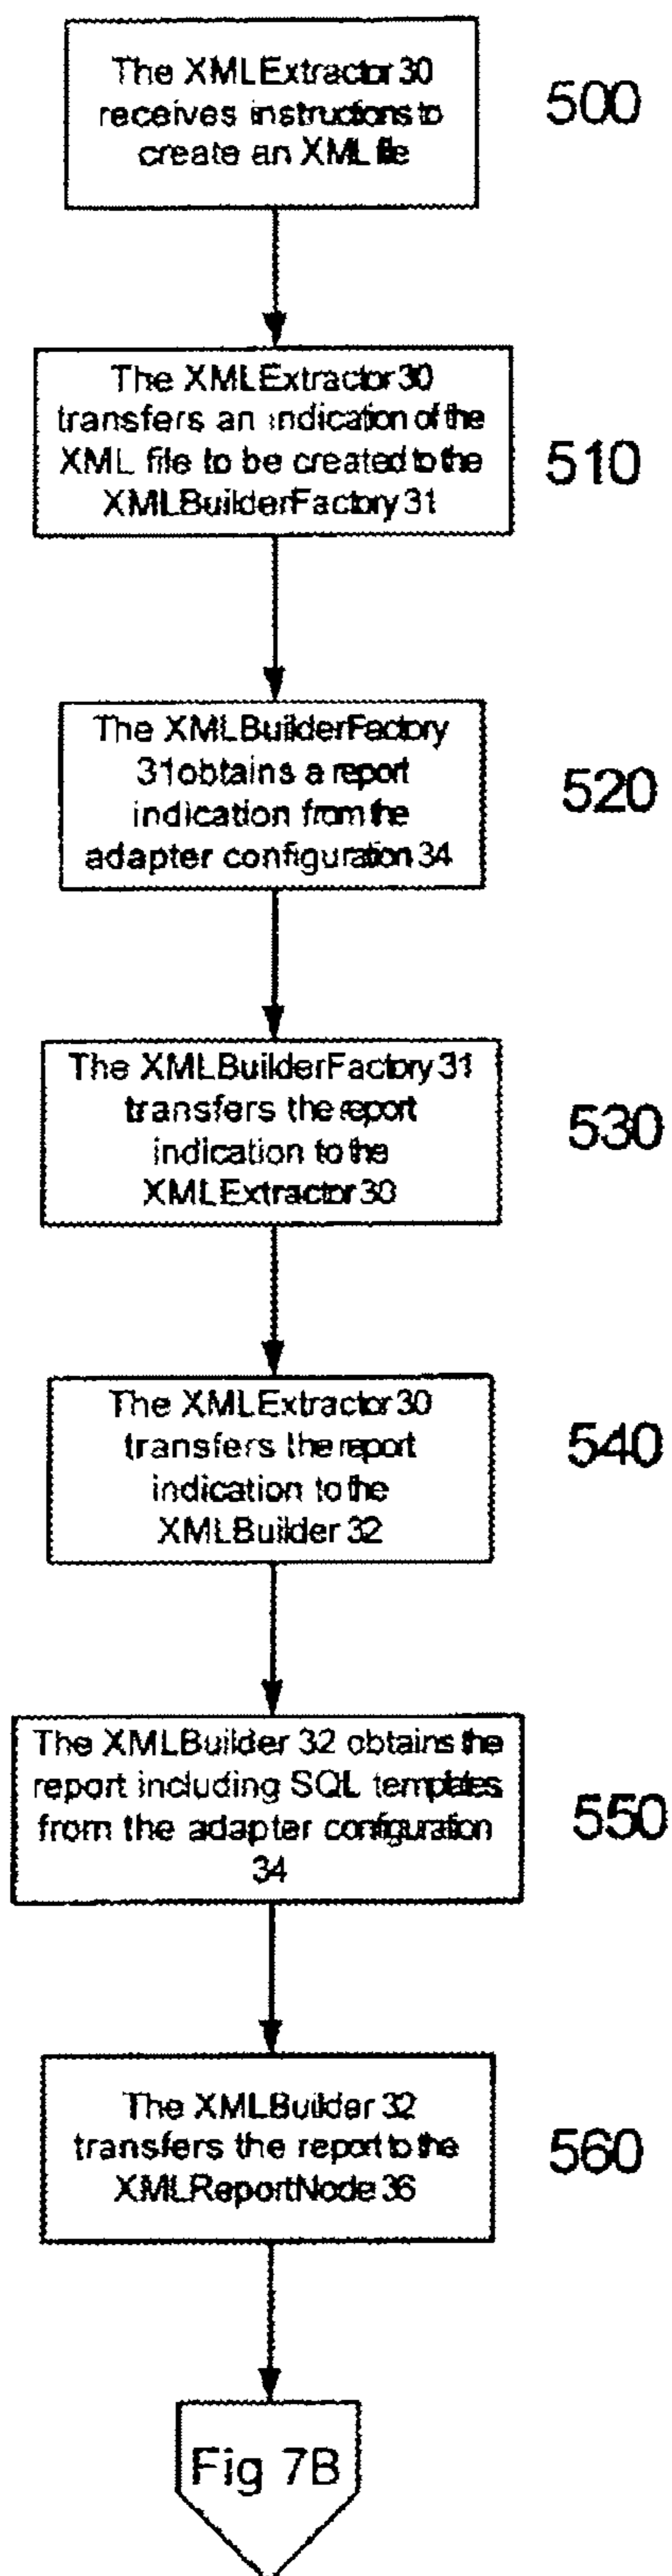 The XMLExtractor 30
receives instructions to
create an XML file
500
The XMLExtractor 30
transfers an indication of the
XML file to be created to the
XMLBuilderFactory 31
510
The XMLBuilderFactory
31 obtains a report
indication from the
adapter configuration 34
520
The XMLBuilderFactory 31
transfers the report
indication to the
XMLExtractor 30
530
The XMLExtractor 30
transfers the report
indication to the
XMLBuilder 32
540
The XMLBuilder 32 obtains the
report including SQL templates
from the adapter configuration
34
550
The XMLBuilder 32
transfers the report to the
XMLReportNode 36
560
Fig 7B